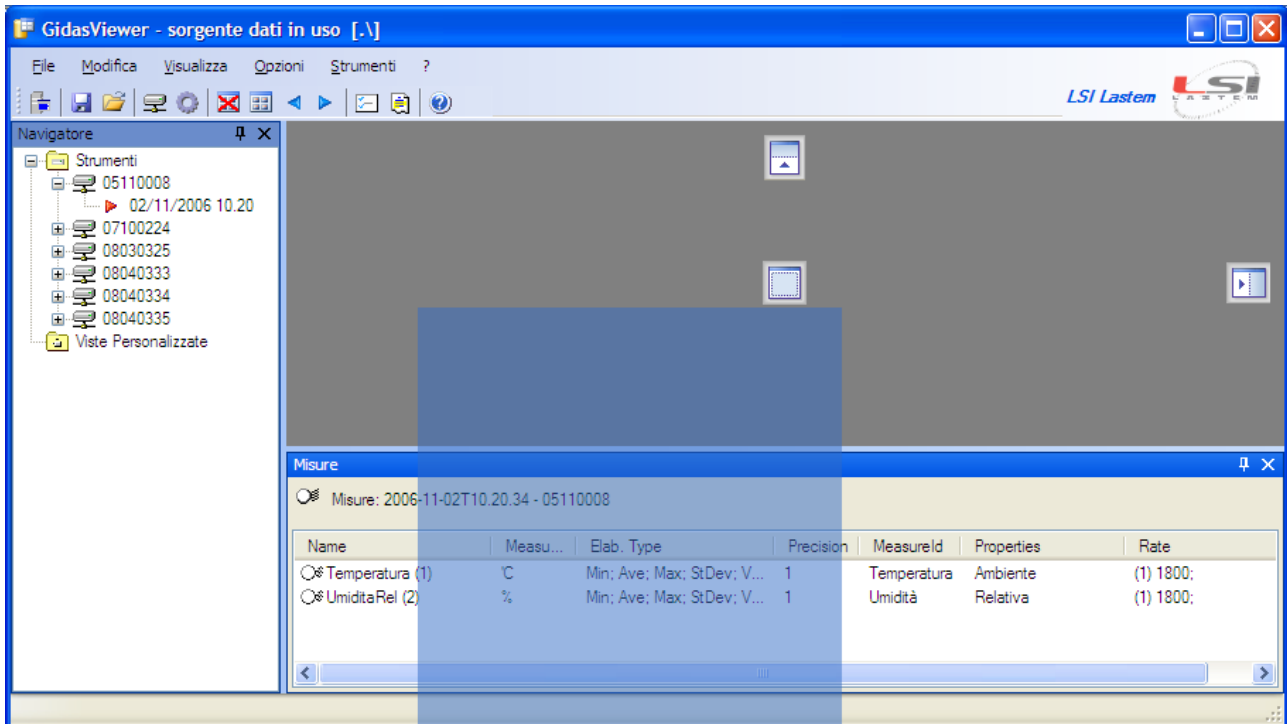 GidasViewer - sorgente dati in uso [.\]
File Modifica Visualizza Opzioni Strumenti ?
LSI Lastem
LSI
LASTEM
Navigatore
Strumenti
05110008
02/11/2006 10.20
07100224
08030325
08040333
08040334
08040335
Viste Personalizzate
Misure
Misure: 2006-11-02T10.20.34 - 05110008
Name Measu... Elab. Type Precision MeasureId Properties Rate
Temperatura (1) °C Min; Ave; Max; StDev; V... 1 Temperatura Ambiente (1) 1800;
UmiditaRel (2) % Min; Ave; Max; StDev; V... 1 Umidità Relativa (1) 1800;